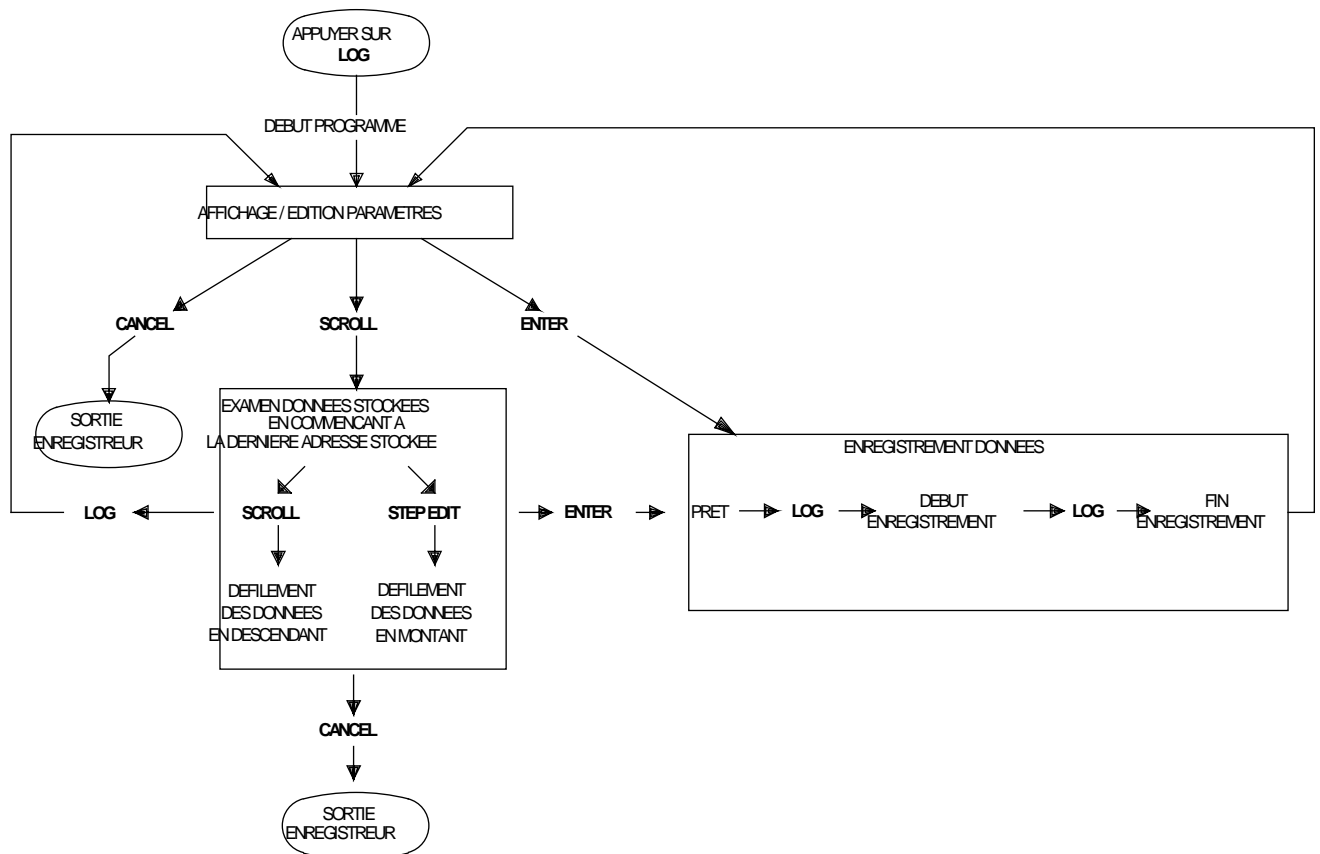 APPUYER SUR
LOG
DEBUT PROGRAMME
AFFICHAGE / EDITION PARAMETRES
CANCEL
SCROLL
ENTER
SORTIE
ENREGISTREUR
EXAMEN DONNEES STOCKEES
EN COMMENCANT A
LA DERNIERE ADRESSE STOCKEE
LOG
SCROLL
STEP EDIT
DEFILEMENT
DES DONNEES
EN DESCENDANT
DEFILEMENT
DES DONNEES
EN MONTANT
ENTER
ENREGISTREMENT DONNEES
PRET
LOG
DEBUT
ENREGISTREMENT
LOG
FIN
ENREGISTREMENT
CANCEL
SORTIE
ENREGISTREUR